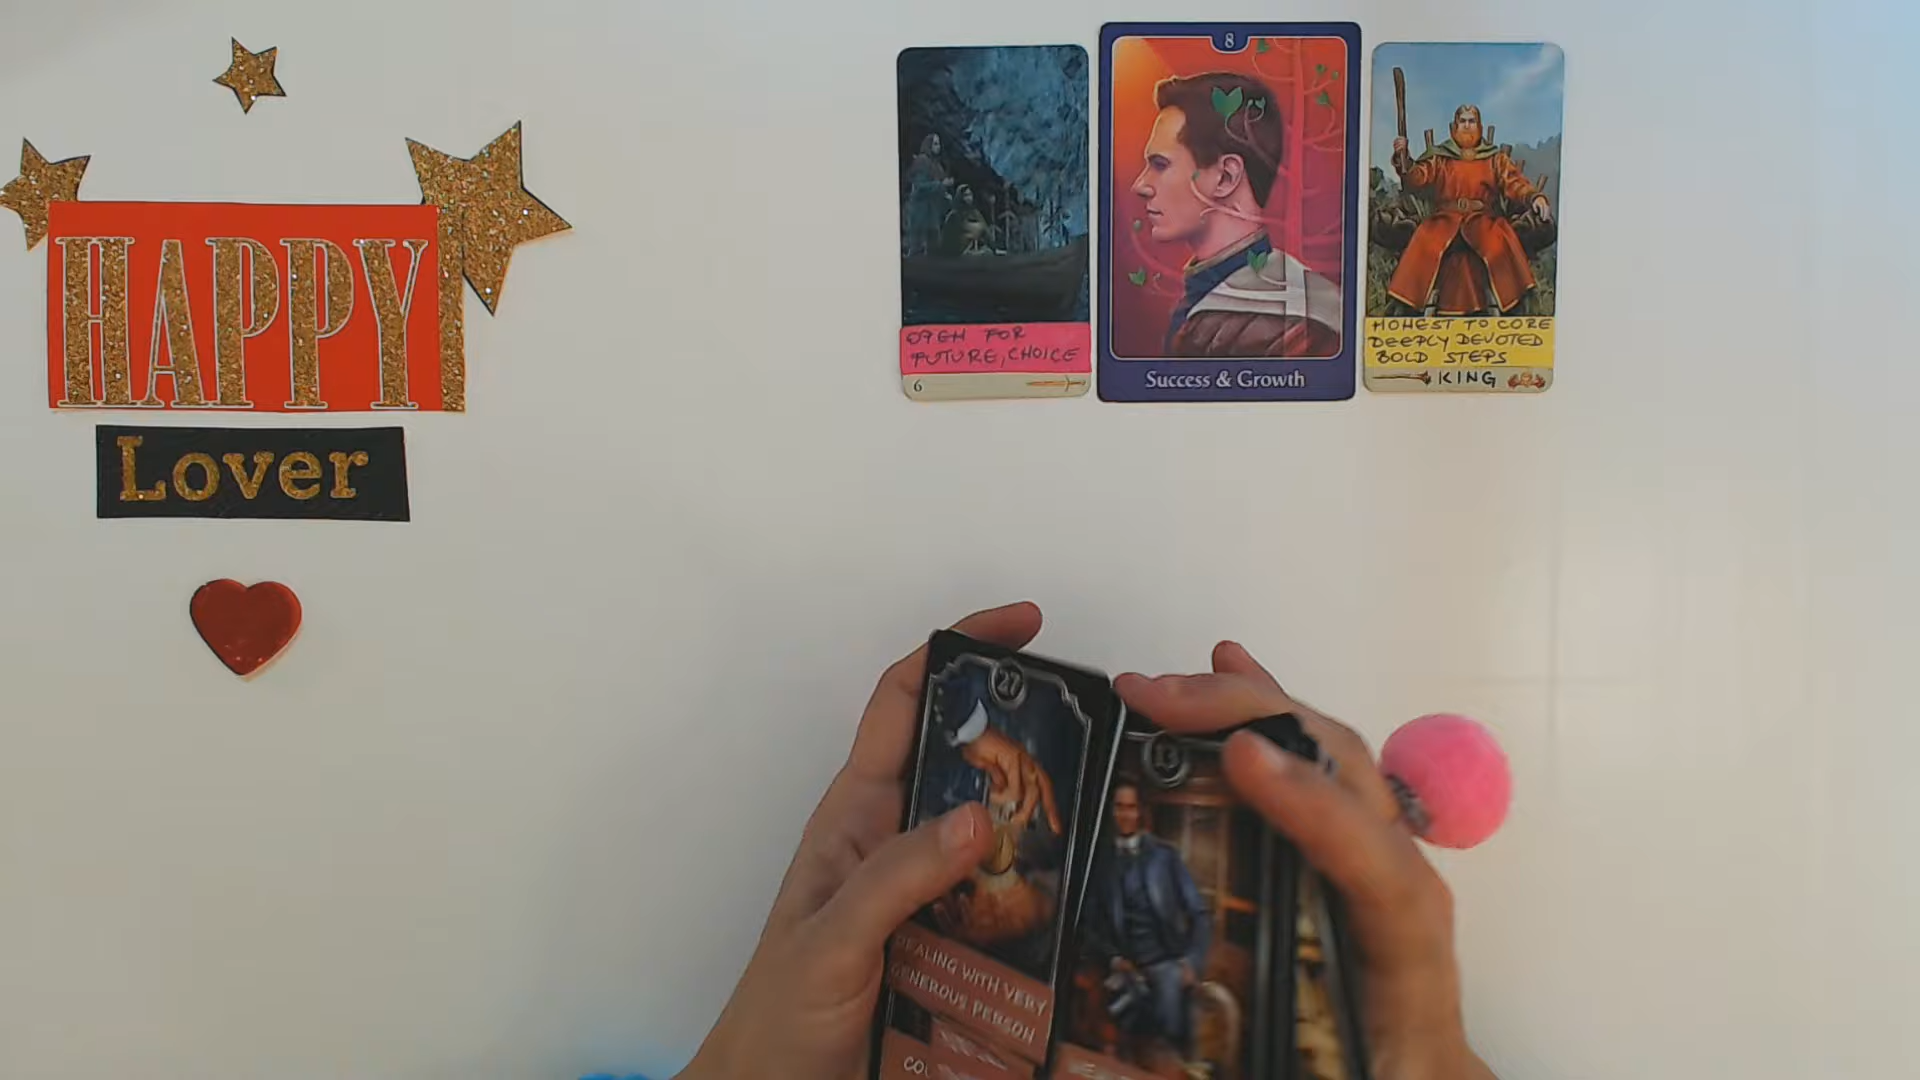 HAPPY
Lover
OPEN FOR
FUTURE, CHOICE
6
8
Success & Growth
HONEST TO CORE
DEEPLY DEVOTED
BOLD STEPS
KING
27
DEALING WITH VERY
GENEROUS PERSON
13